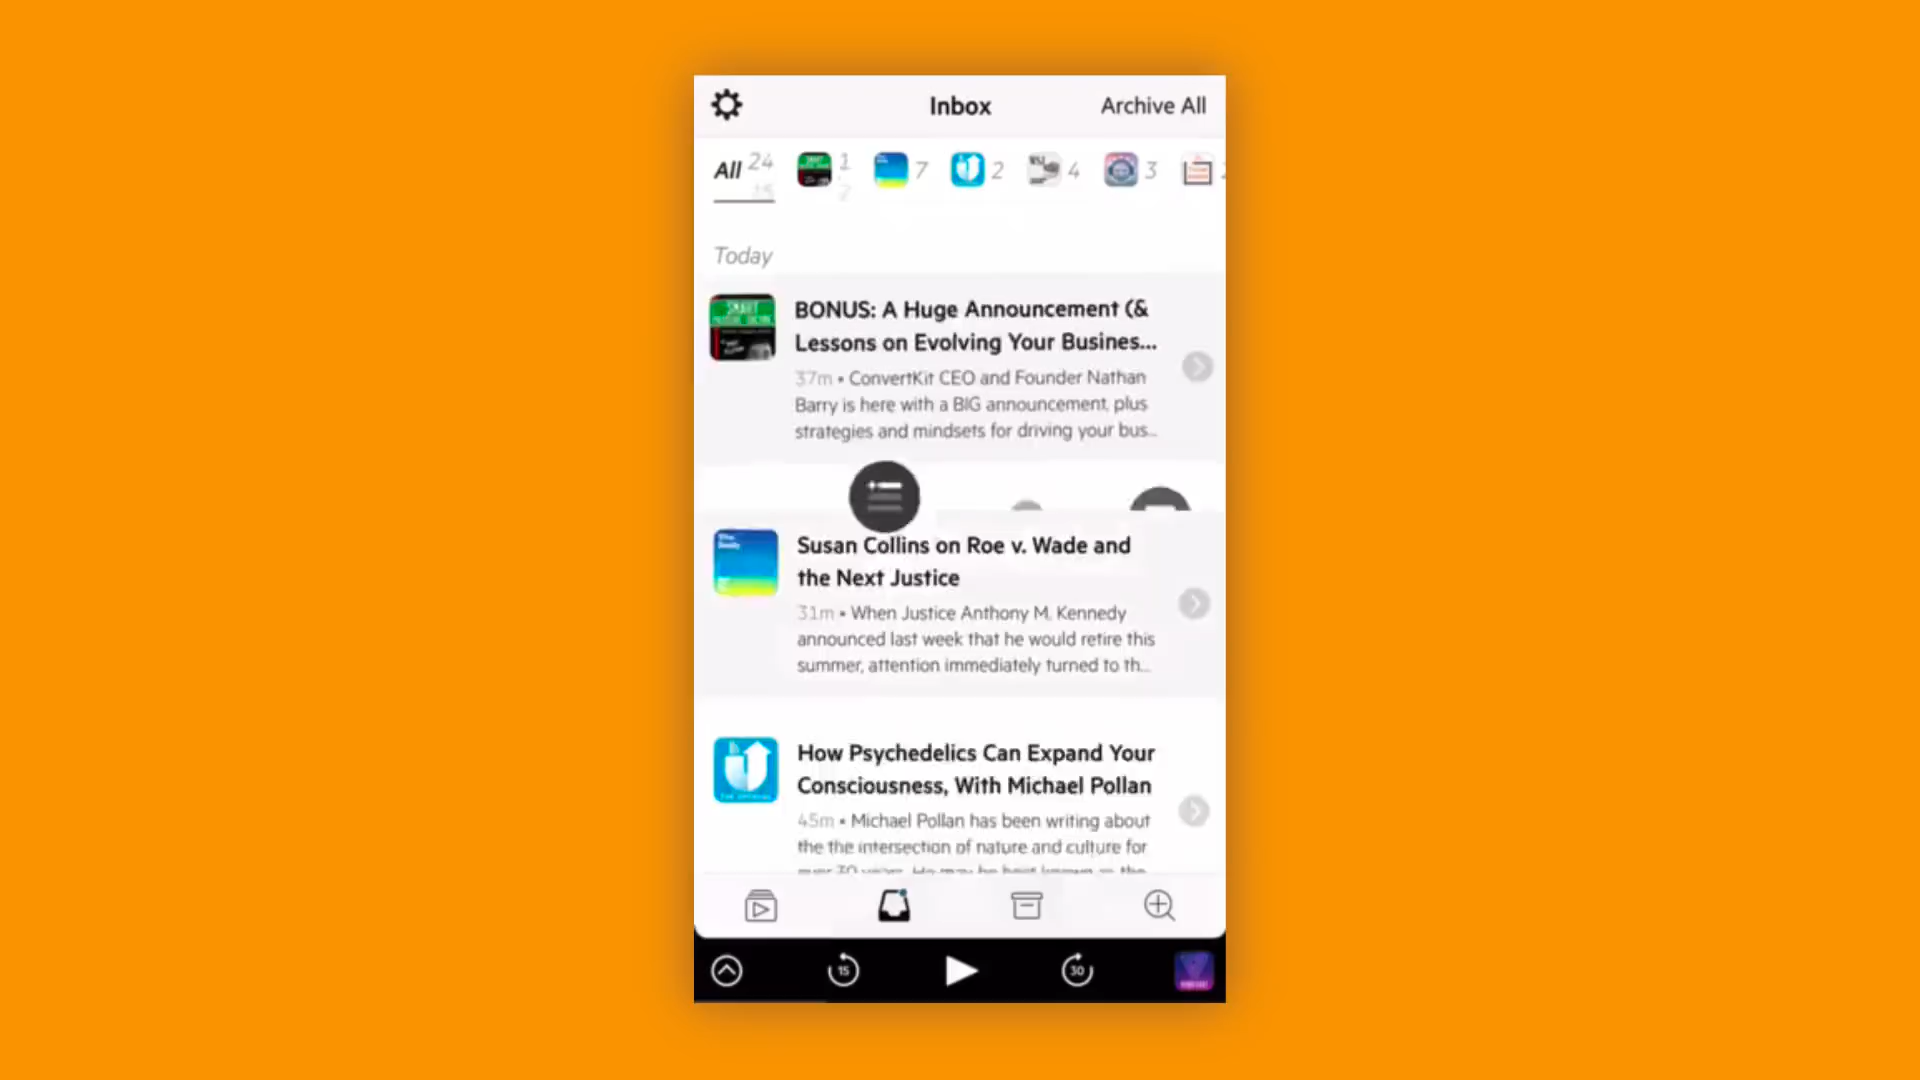 Inbox
Archive All
All 24
1
7
2
4
3
Today
BONUS: A Huge Announcement (&
Lessons on Evolving Your Busines...
37m • ConvertKit CEO and Founder Nathan
Barry is here with a BIG announcement, plus
strategies and mindsets for driving your bus...
SMART
Susan Collins on Roe v. Wade and
the Next Justice
31m • When Justice Anthony M. Kennedy
announced last week that he would retire this
summer, attention immediately turned to th...
How Psychedelics Can Expand Your
Consciousness, With Michael Pollan
45m • Michael Pollan has been writing about
the the intersection of nature and culture for
15
30